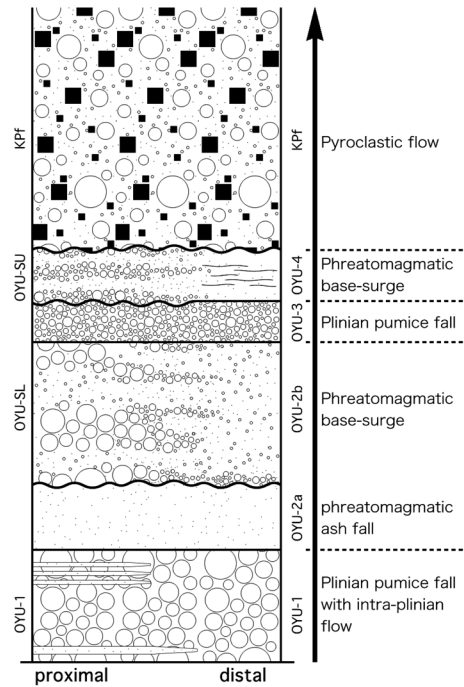 KPf
KPf
Pyroclastic flow
OYU-SU
OYU-4
Phreatomagmatic
base-surge
OYU-3
Plinian pumice fall
OYU-SL
OYU-2b
Phreatomagmatic
base-surge
OYU-2a
phreatomagmatic
ash fall
OYU-1
OYU-1
Plinian pumice fall
with intra-plinian
flow
proximal
distal